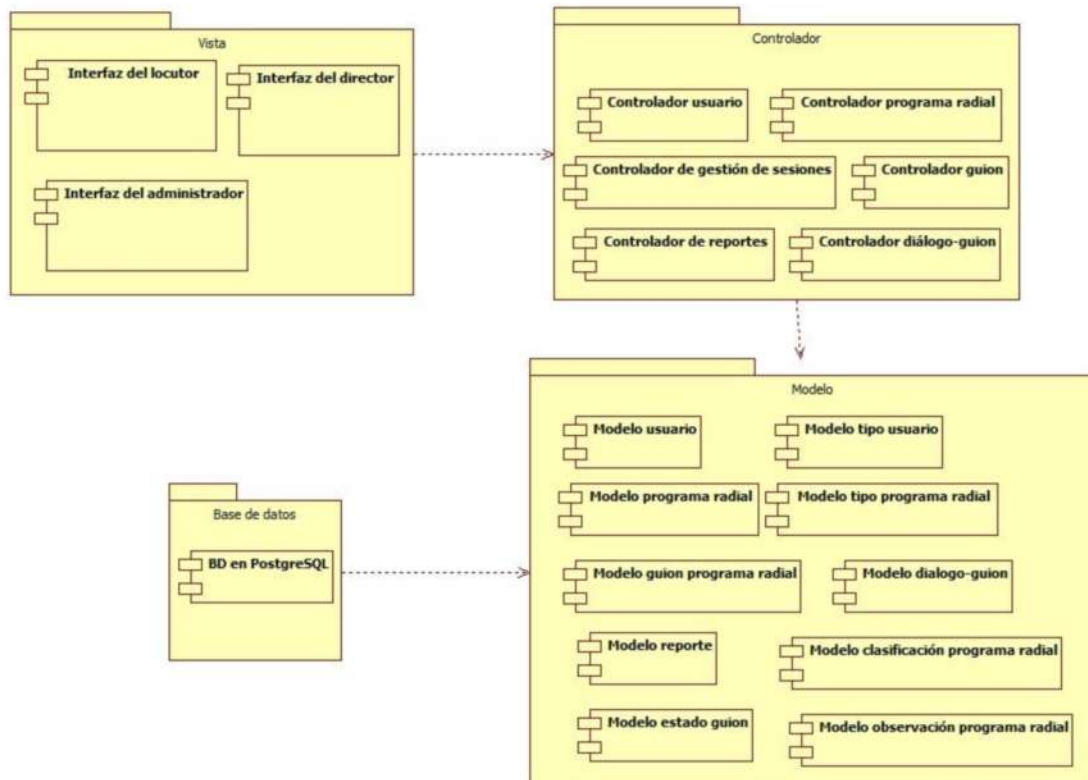 Vista
Interfaz del locutor
Interfaz del director
Interfaz del administrador
Controlador
Controlador usuario
Controlador programa radial
Controlador de gestión de sesiones
Controlador guion
Controlador de reportes
Controlador diálogo-guion
Base de datos
BD en PostgreSQL
Modelo
Modelo usuario
Modelo tipo usuario
Modelo programa radial
Modelo tipo programa radial
Modelo guion programa radial
Modelo dialogo-guion
Modelo reporte
Modelo clasificación programa radial
Modelo estado guion
Modelo observación programa radial